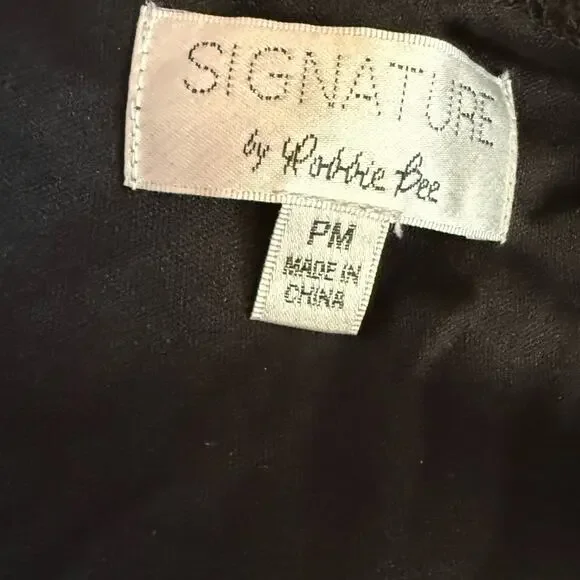 SIGNATURE
by Robbie Bee
PM
MADE IN
CHINA